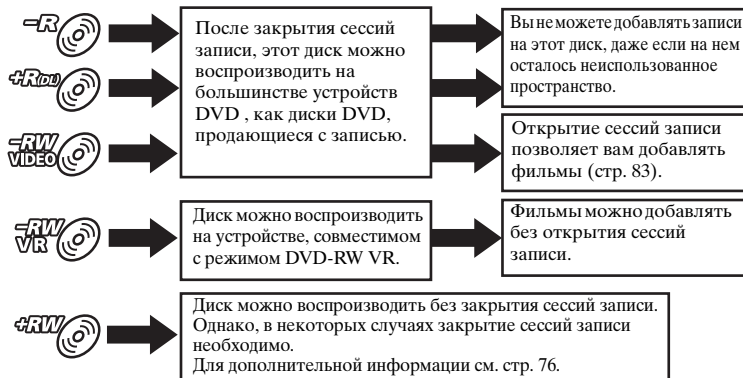 -R
После закрытия сессий
записи, этот диск можно
воспроизводить на
большинстве устройств
DVD , как диски DVD,
продающиеся с записью.
Вы не можете добавлять записи
на этот диск, даже если на нем
осталось неиспользованное
пространство.
+R(DL)
-RW
VIDEO
Открытие сессий записи
позволяет вам добавлять
фильмы (стр. 83).
-RW
VR
Диск можно воспроизводить
на устройстве, совместимом
с режимом DVD-RW VR.
Фильмы можно добавлять
без открытия сессий
записи.
+RW
Диск можно воспроизводить без закрытия сессий записи.
Однако, в некоторых случаях закрытие сессий записи
необходимо.
Для дополнительной информации см. стр. 76.